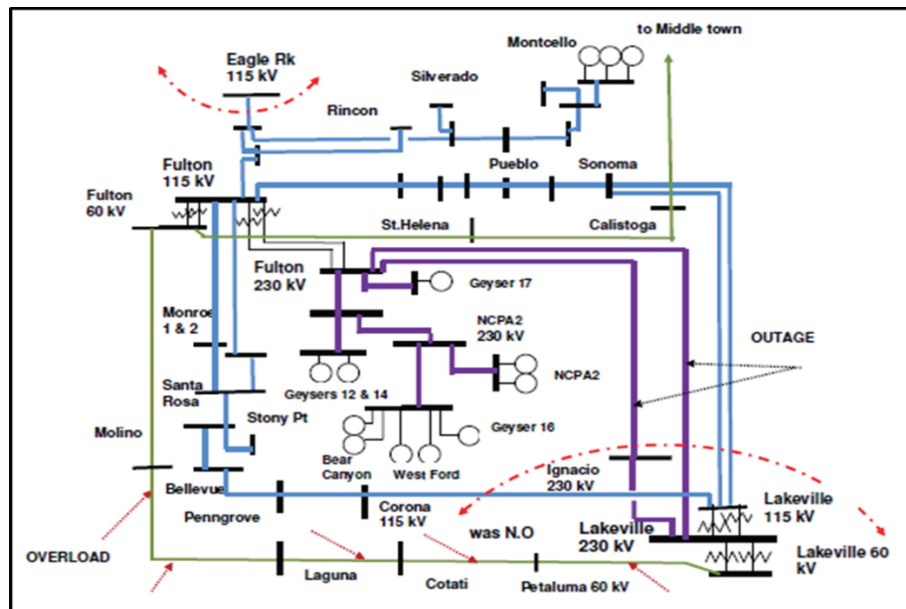 to Middle town
Montcello
Eagle Rk
115 kV
Silverado
Rincon
Pueblo
Sonoma
Fulton
115 kV
Fulton
60 kV
St.Helena
Calistoga
Fulton
230 kV
Geyser 17
Monroe
1 & 2
NCPA2
230 kV
OUTAGE
NCPA2
Geysers 12 & 14
Santa
Rosa
Stony Pt
Molino
Geyser 16
Bear
Canyon
West Ford
Ignacio
230 kV
Bellevue
Penngrove
Corona
115 kV
Lakeville
115 kV
was N.O
Lakeville
230 kV
Lakeville 60
kV
OVERLOAD
Laguna
Cotati
Petaluma 60 kV